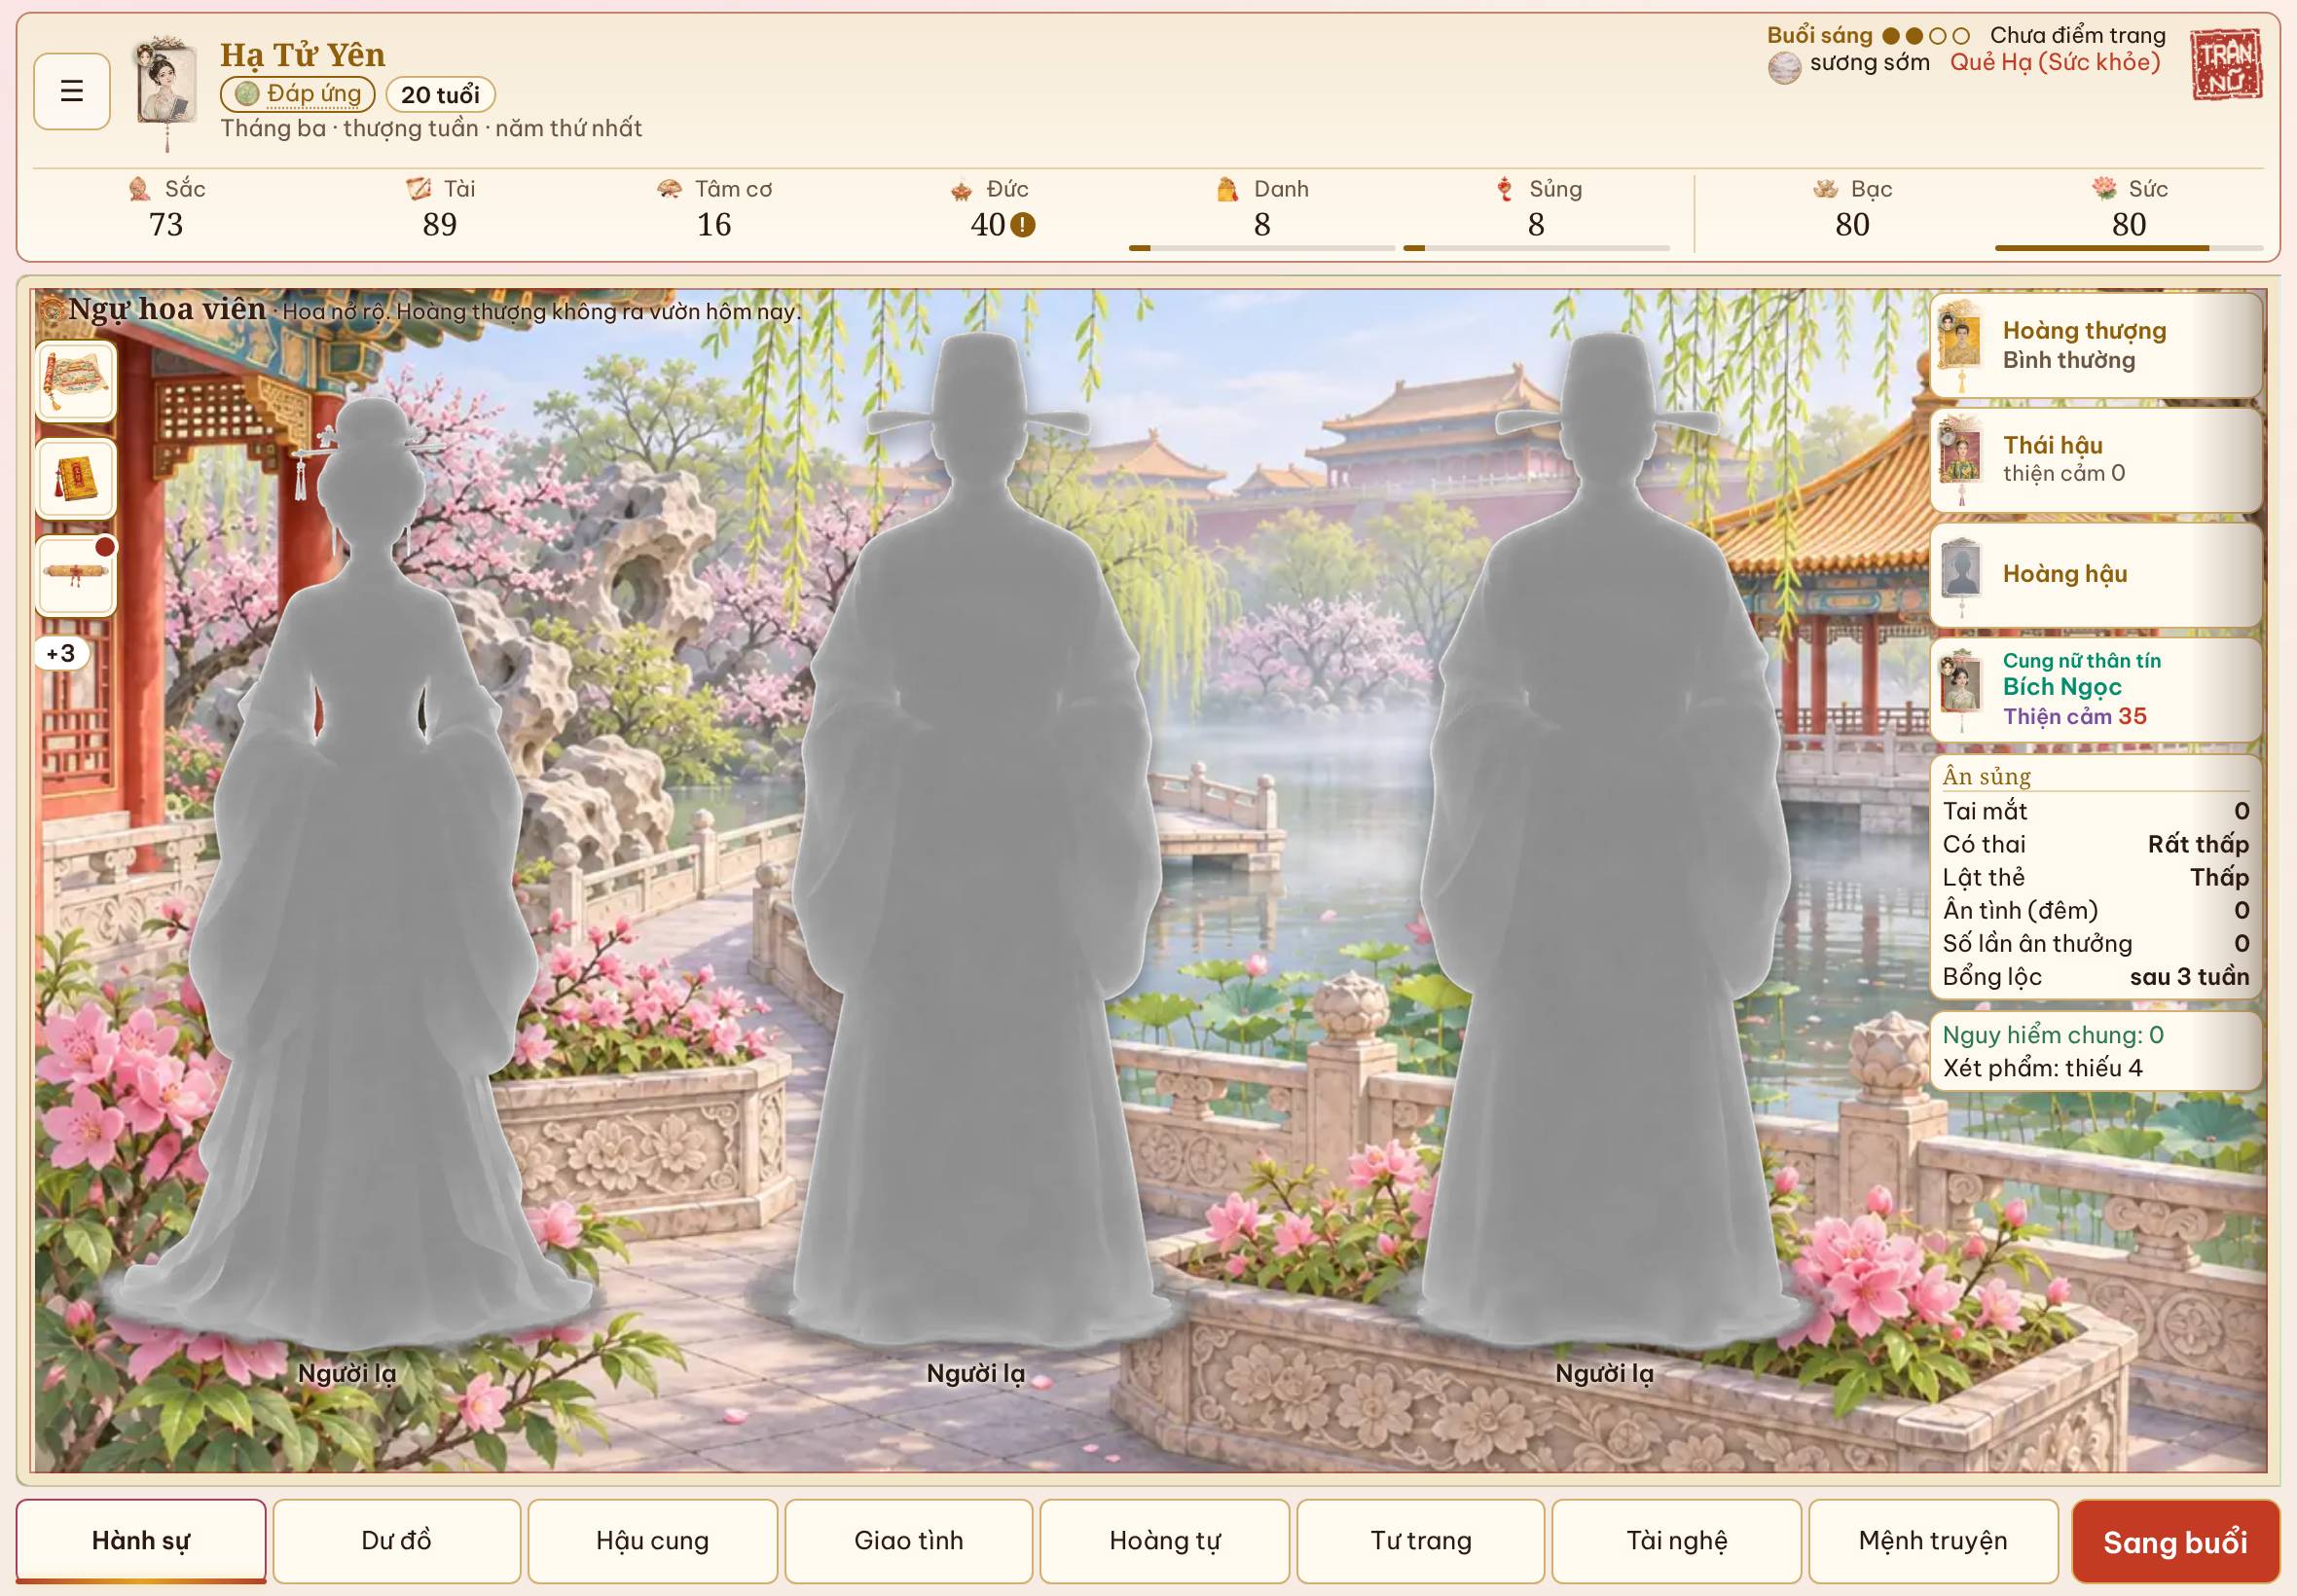 ☰
Hạ Tử Yên
Đáp ứng 20 tuổi
Tháng ba · thượng tuần · năm thứ nhất
Buổi sáng Chưa điểm trang
sương sớm Quẻ Hạ (Sức khỏe)
TRÂN NỮ
Sắc
73
Tài
89
Tâm cơ
16
Đức
40 !
Danh
8
Sủng
8
Bạc
80
Sức
80
Ngự hoa viên · Hoa nở rộ. Hoàng thượng không ra vườn hôm nay.
+3
Hoàng thượng
Bình thường
Thái hậu
thiện cảm 0
Hoàng hậu
Cung nữ thân tín
Bích Ngọc
Thiện cảm 35
Ân sủng
Tai mắt 0
Có thai Rất thấp
Lật thẻ Thấp
Ân tình (đêm) 0
Số lần ân thưởng 0
Bổng lộc sau 3 tuần
Nguy hiểm chung: 0
Xét phẩm: thiếu 4
Người lạ
Người lạ
Người lạ
Hành sự
Dư đồ
Hậu cung
Giao tình
Hoàng tự
Tư trang
Tài nghệ
Mệnh truyện
Sang buổi